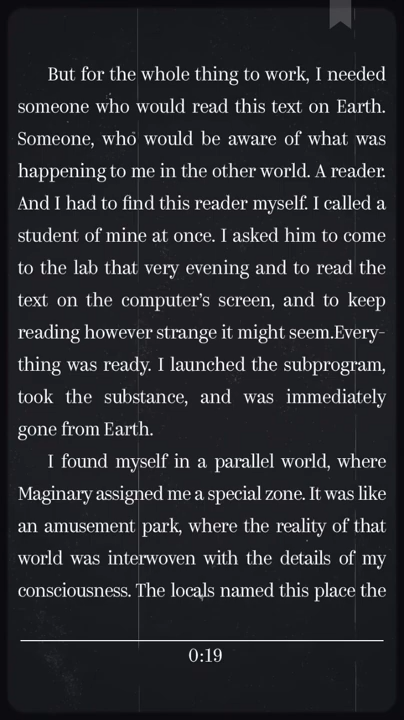 But for the whole thing to work, I needed
someone who would read this text on Earth.
Someone, who would be aware of what was
happening to me in the other world. A reader.
And I had to find this reader myself. I called a
student of mine at once. I asked him to come
to the lab that very evening and to read the
text on the computer’s screen, and to keep
reading however strange it might seem.Every-
thing was ready. I launched the subprogram,
took the substance, and was immediately
gone from Earth.
I found myself in a parallel world, where
Maginary assigned me a special zone. It was like
an amusement park, where the reality of that
world was interwoven with the details of my
consciousness. The locals named this place the
0:19